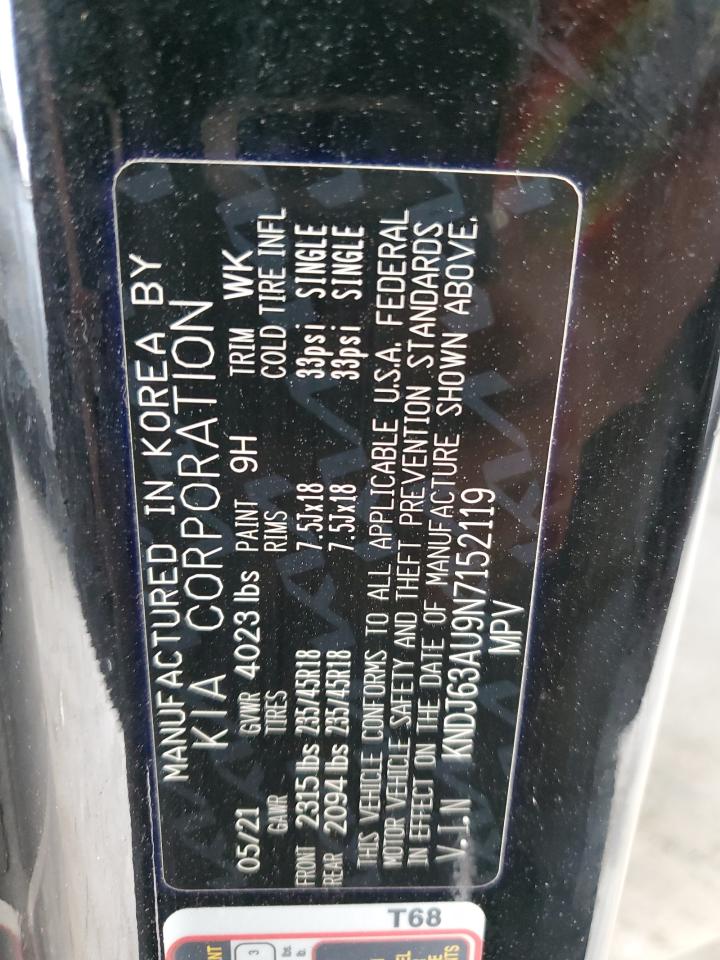 MANUFACTURED IN KOREA BY
KIA CORPORATION
05/21 GVWR 4023 lbs PAINT 9H TRIM WK
GAWR TIRES RIMS COLD TIRE INFL
FRONT 2315 lbs 235/45R18 7.5Jx18 33psi SINGLE
REAR 2094 lbs 235/45R18 7.5Jx18 33psi SINGLE
THIS VEHICLE CONFORMS TO ALL APPLICABLE U.S.A. FEDERAL
MOTOR VEHICLE SAFETY AND THEFT PREVENTION STANDARDS
IN EFFECT ON THE DATE OF MANUFACTURE SHOWN ABOVE.
V.I.N KNDJ63AU9N7152119
MPV
T68
3